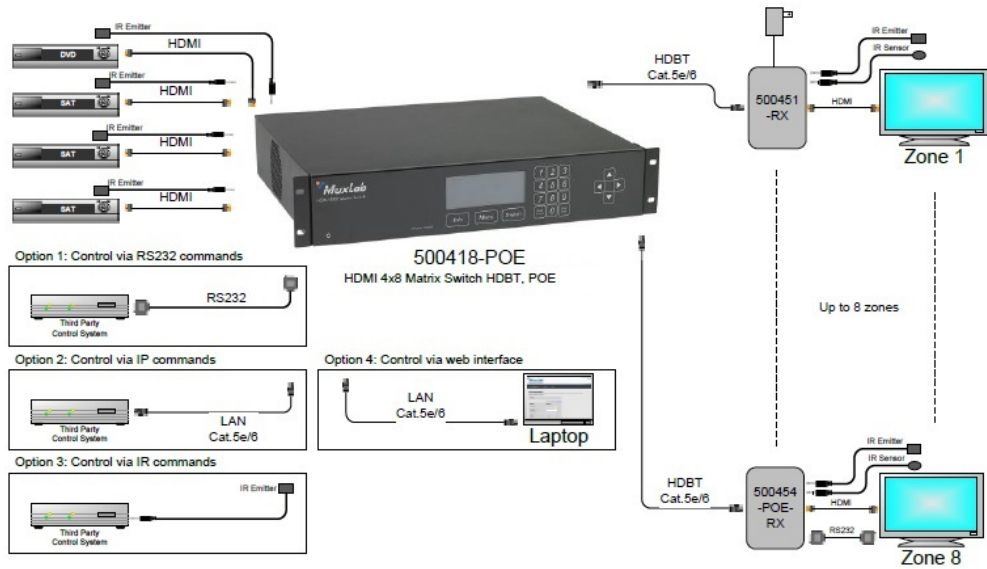 IR Emitter
HDMI
DVD
IR Emitter
HDMI
SAT
IR Emitter
HDMI
SAT
IR Emitter
HDMI
SAT
MuxLab
Menu
1 2 3
4 5 6
7 8 9
0
500418-POE
HDMI 4x8 Matrix Switch HDBT, POE
HDBT
Cat.5e/6
500451
-RX
IR Emitter
IR Sensor
HDMI
Zone 1
Up to 8 zones
Option 1: Control via RS232 commands
RS232
Third Party
Control System
Option 2: Control via IP commands
LAN
Cat.5e/6
Third Party
Control System
Option 3: Control via IR commands
IR Emitter
Third Party
Control System
Option 4: Control via web interface
LAN
Cat.5e/6
Laptop
HDBT
Cat.5e/6
500454
-POE-
RX
IR Emitter
IR Sensor
HDMI
RS232
Zone 8